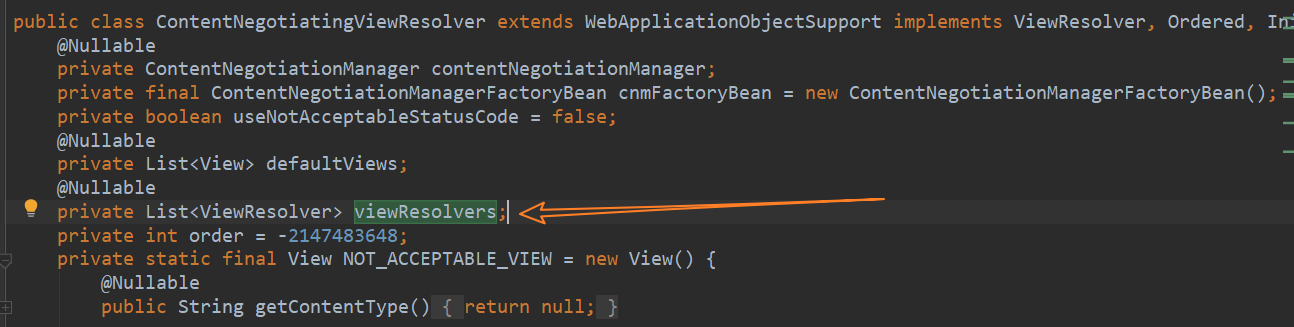 public class ContentNegotiatingViewResolver extends WebApplicationObjectSupport implements ViewResolver, Ordered,
@Nullable
private ContentNegotiationManager contentNegotiationManager;
private final ContentNegotiationManagerFactoryBean cnmFactoryBean = new ContentNegotiationManagerFactoryBean();
private boolean useNotAcceptableStatusCode = false;
@Nullable
private List<View> defaultViews;
@Nullable
private List<ViewResolver> viewResolvers;
private int order = -2147483648;
private static final View NOT_ACCEPTABLE_VIEW = new View() {
@Nullable
public String getContentType() { return null; }